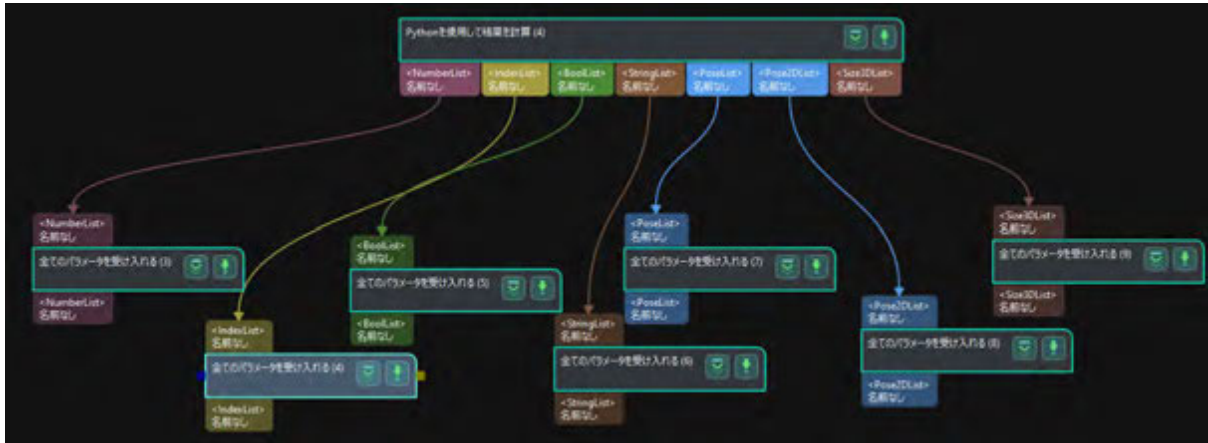 Pythonを使用して結果を計算 (4)
<NumberList> <IndexList> <BoolList> <StringList> <PoseList> <Pose2DList> <Size3DList>
名前なし 名前なし 名前なし 名前なし 名前なし 名前なし 名前なし
<NumberList>
名前なし
全てのパラメータを受け入れる (3)
<NumberList>
名前なし
<IndexList>
名前なし
全てのパラメータを受け入れる (4)
<IndexList>
名前なし
<BoolList>
名前なし
全てのパラメータを受け入れる (5)
<BoolList>
名前なし
<StringList>
名前なし
全てのパラメータを受け入れる (6)
<StringList>
名前なし
<PoseList>
名前なし
全てのパラメータを受け入れる (7)
<PoseList>
名前なし
<Pose2DList>
名前なし
全てのパラメータを受け入れる (8)
<Pose2DList>
名前なし
<Size3DList>
名前なし
全てのパラメータを受け入れる (9)
<Size3DList>
名前なし